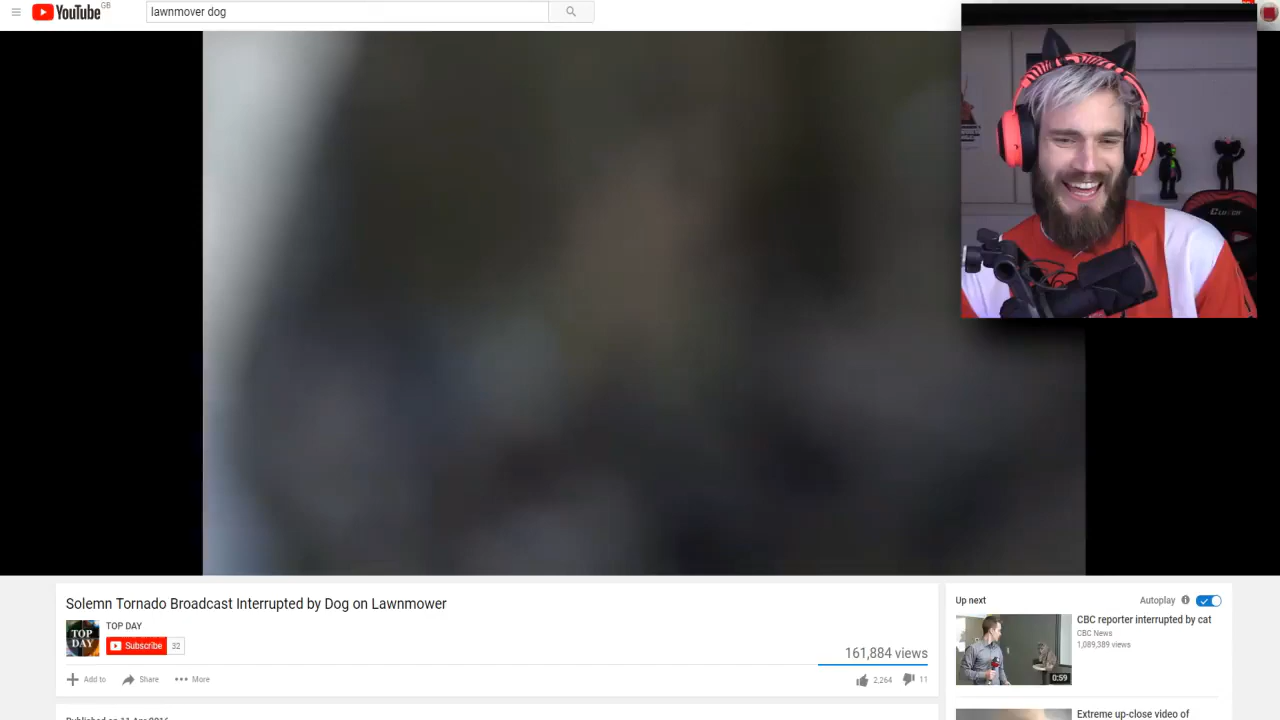 YouTube GB
lawnmover dog
Solemn Tornado Broadcast Interrupted by Dog on Lawnmower
TOP DAY
TOP
DAY
Subscribe 32
161,884 views
Add to Share More
2,264 11
Up next
Autoplay
CBC reporter interrupted by cat
CBC News
1,089,389 views
0:59
Extreme up-close video of